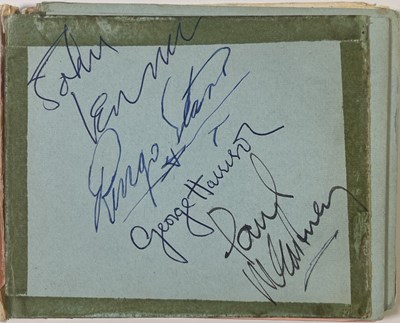 John
Lennon
Ringo Starr
George Harrison
Paul
McCartney